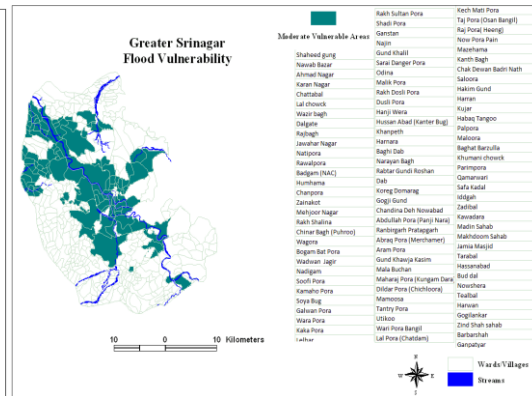 Greater Srinagar
Flood Vulnerability
Moderate Vulnerable Areas
Shaheed gung
Nawab Bazar
Ahmad Nagar
Karan Nagar
Chattabal
Lal chowck
Wazir bagh
Dalgate
Rajbagh
Jawahar Nagar
Natipora
Rawalpora
Badgam (NAC)
Humhama
Chanpora
Zainakot
Mehjoor Nagar
Rakh Shalina
Chinar Bagh (Puhroo)
Wagora
Bogam Bat Pora
Wadwan Jagir
Nadigam
Soofi Pora
Kamaho Pora
Soya Bug
Galwan Pora
Wara Pora
Kaka Pora
Lelhar
Rakh Sultan Pora
Shadi Pora
Ganstan
Najin
Gund Khalil
Sarai Danger Pora
Odina
Malik Pora
Rakh Dosli Pora
Dusli Pora
Hanji Wera
Hussan Abad (Kanter Bug)
Khanpeth
Harnara
Baghi Dab
Narayan Bagh
Rabtar Gundi Roshan
Dab
Koreg Domarag
Gogji Gund
Chandina Deh Nowabad
Abdullah Pora (Panji Nara)
Ranbirgarh Pratapgarh
Abraq Pora (Merchamer)
Aram Pora
Gund Khawja Kasim
Mala Buchan
Maharaj Pora (Kungam Dara)
Dildar Pora (Chichloora)
Mamoosa
Tantry Pora
Utikoo
Wari Pora Bangil
Lal Pora (Chatdam)
Kech Mati Pora
Taj Pora (Osan Bangil)
Raj Pora( Heeng)
Now Pora Pain
Mazehama
Kanth Bagh
Chak Dewan Badri Nath
Saloora
Hakim Gund
Harran
Kujar
Habaq Tangoo
Palpora
Maloora
Baghat Barzulla
Khumani chowck
Parimpora
Qamarwari
Safa Kadal
Iddgah
Zadibal
Kawadara
Madin Sahab
Makhdoom Sahab
Jamia Masjid
Tarabal
Hassanabad
Bud dal
Nowshera
Tealbal
Harwan
Gogilankar
Zind Shah sahab
Barbarshah
Ganpatyar
10 0 10 Kilometers
N
W E
S
Wards/Villages
Streams